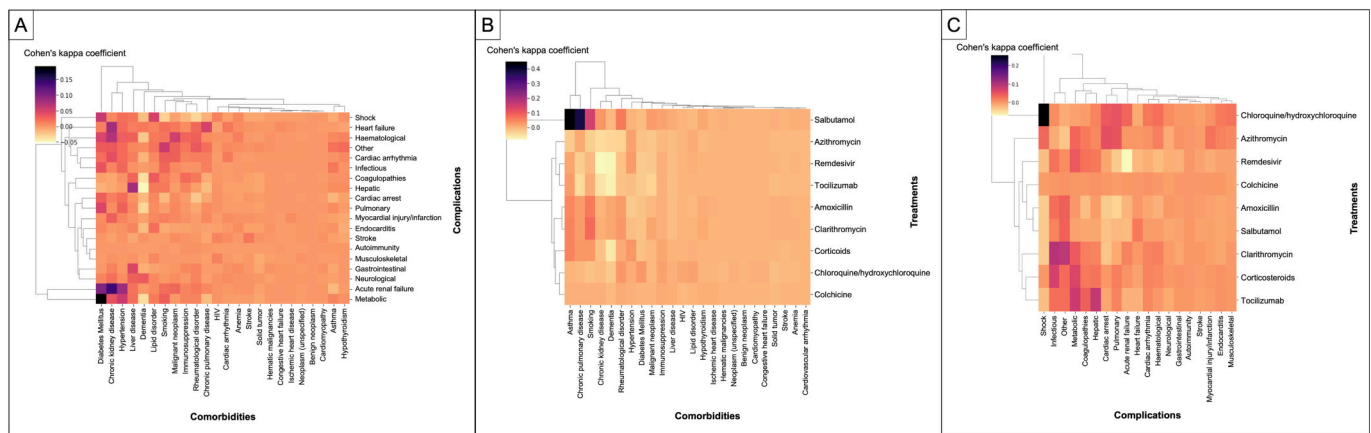 A
Cohen's kappa coefficient
0.15
0.10
0.05
0.00
−0.05
Shock
Heart failure
Haematological
Other
Cardiac arrhythmia
Infectious
Coagulopathies
Hepatic
Cardiac arrest
Pulmonary
Myocardial injury/infarction
Endocarditis
Stroke
Autoimmunity
Musculoskeletal
Gastrointestinal
Neurological
Acute renal failure
Metabolic
Complications
Diabetes Mellitus
Chronic kidney disease
Hypertension
Liver disease
Dementia
Lipid disorder
Smoking
Malignant neoplasm
Immunosuppression
Rheumatological disorder
Chronic pulmonary disease
HIV
Cardiac arrhythmia
Anemia
Stroke
Solid tumor
Hematic malignancies
Congestive heart failure
Ischemic heart disease
Neoplasm (unspecified)
Benign neoplasm
Cardiomyopathy
Asthma
Hypothyroidism
Comorbidities
B
Cohen's kappa coefficient
0.4
0.3
0.2
0.1
0.0
Salbutamol
Azithromycin
Remdesivir
Tocilizumab
Amoxicillin
Clarithromycin
Corticoids
Chloroquine/hydroxychloroquine
Colchicine
Treatments
Asthma
Chronic pulmonary disease
Smoking
Chronic kidney disease
Dementia
Rheumatological disorder
Hypertension
Diabetes Mellitus
Malignant neoplasm
Immunosuppression
Liver disease
HIV
Lipid disorder
Hypothyroidism
Ischemic heart disease
Hematic malignancies
Neoplasm (unspecified)
Benign neoplasm
Cardiomyopathy
Congestive heart failure
Solid tumor
Stroke
Anemia
Cardiovascular arrhythmia
Comorbidities
C
Cohen's kappa coefficient
0.2
0.1
0.0
Chloroquine/hydroxychloroquine
Azithromycin
Remdesivir
Colchicine
Amoxicillin
Salbutamol
Clarithromycin
Corticosteroids
Tocilizumab
Treatments
Shock
Infectious
Other
Metabolic
Coagulopathies
Hepatic
Cardiac arrest
Pulmonary
Acute renal failure
Heart failure
Cardiac arrhythmia
Haematological
Neurological
Gastrointestinal
Autoimmunity
Stroke
Myocardial injury/infarction
Endocarditis
Musculoskeletal
Complications